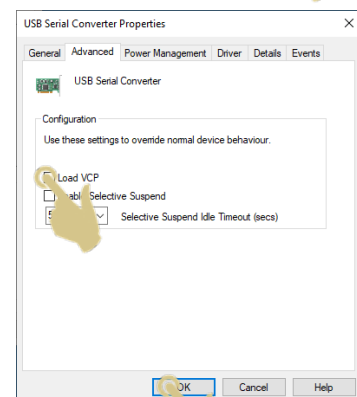 USB Serial Converter Properties
General Advanced Power Management Driver Details Events
USB Serial Converter
Configuration
Use these settings to override normal device behaviour.
Load VCP
Selective Suspend
Selective Suspend Idle Timeout (secs)
OK Cancel Help